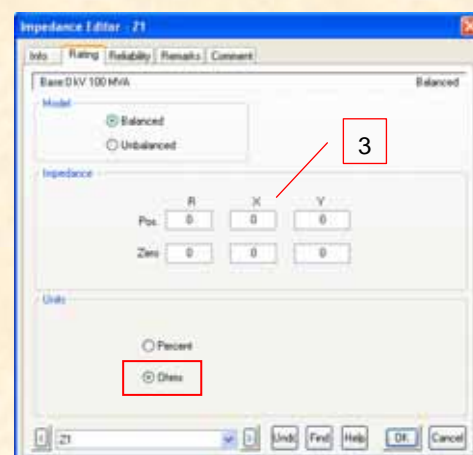 Impedance Editor - Z1
Info Rating Reliability Remarks Comment
Base 0 kV 100 MVA Balanced
Model
Balanced
Unbalanced
3
Impedance
R X Y
Pos. 0 0 0
Zero 0 0 0
Units
Percent
Ohms
Z1 Undo Find Help OK Cancel